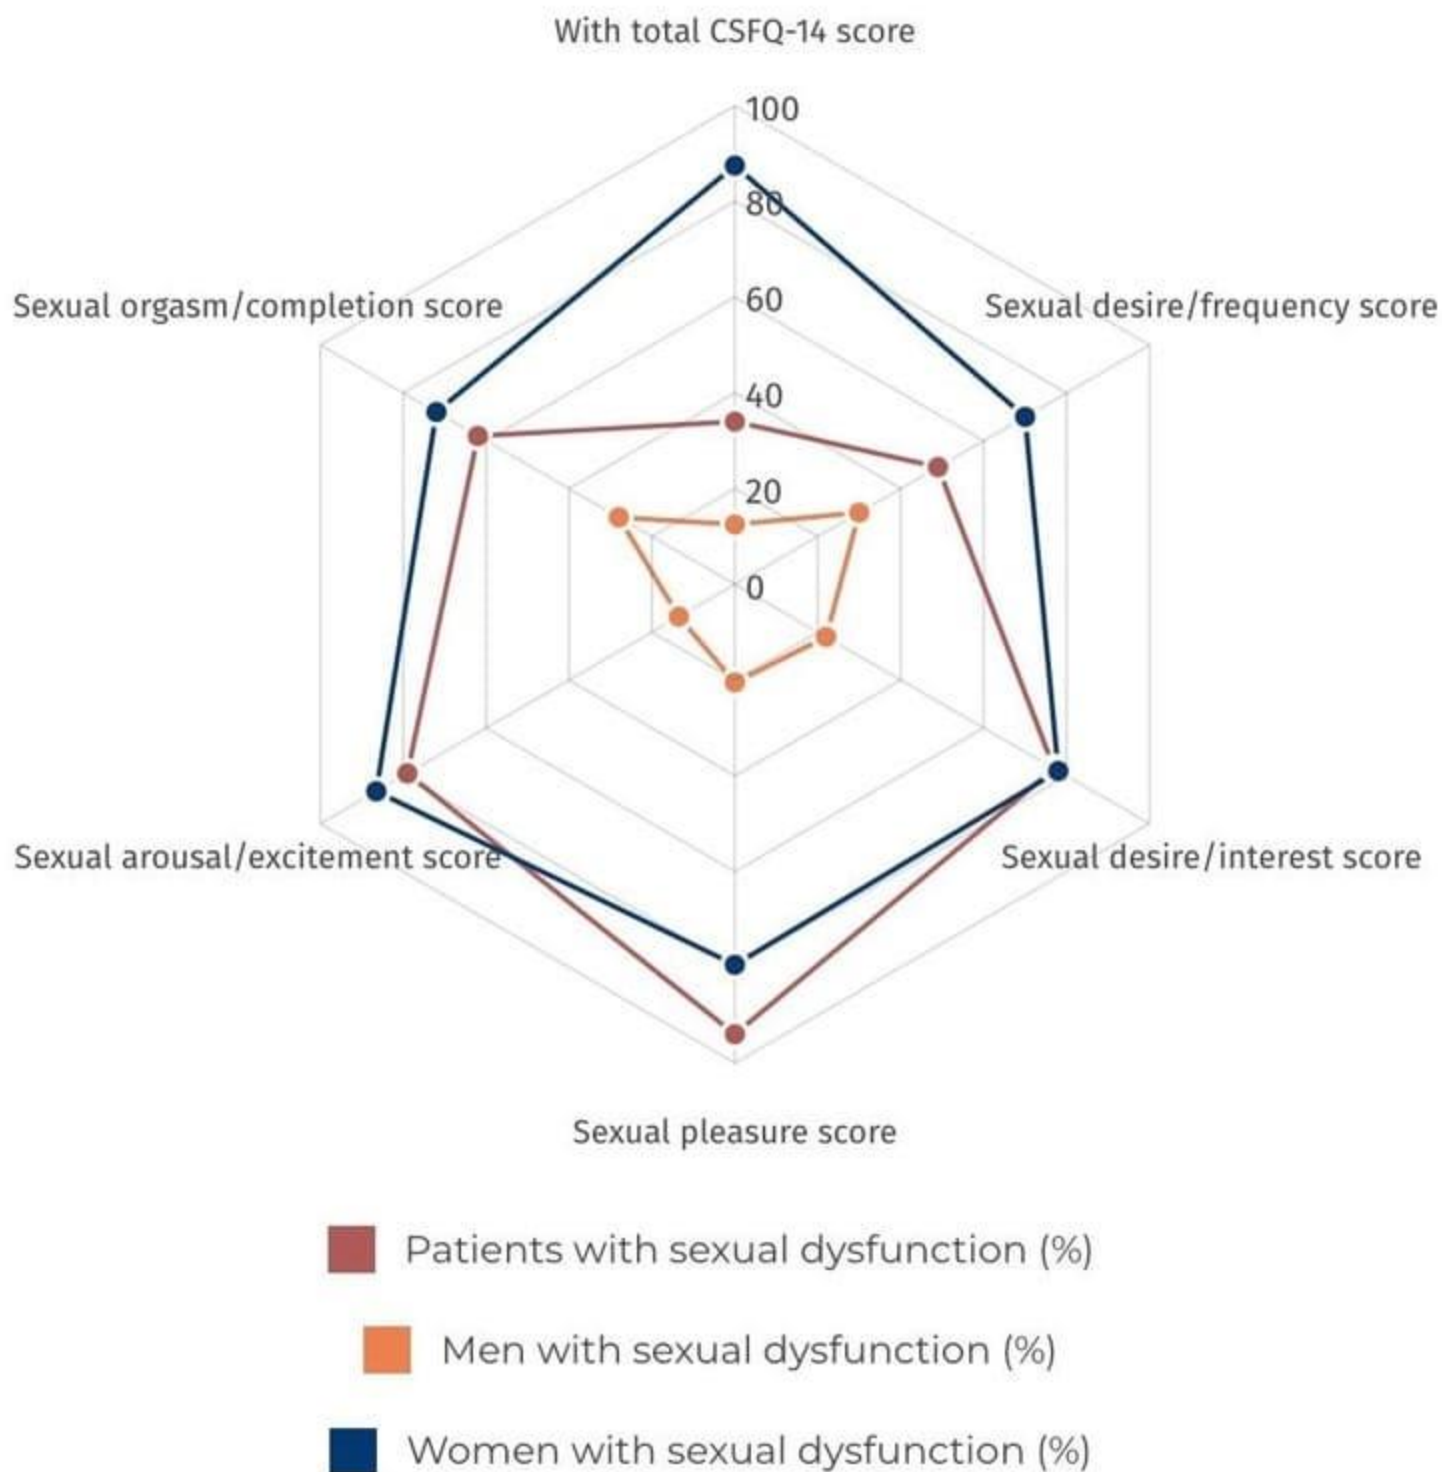 With total CSFQ-14 score
100
80
60
40
20
0
Sexual orgasm/completion score
Sexual desire/frequency score
Sexual arousal/excitement score
Sexual desire/interest score
Sexual pleasure score
Patients with sexual dysfunction (%)
Men with sexual dysfunction (%)
Women with sexual dysfunction (%)